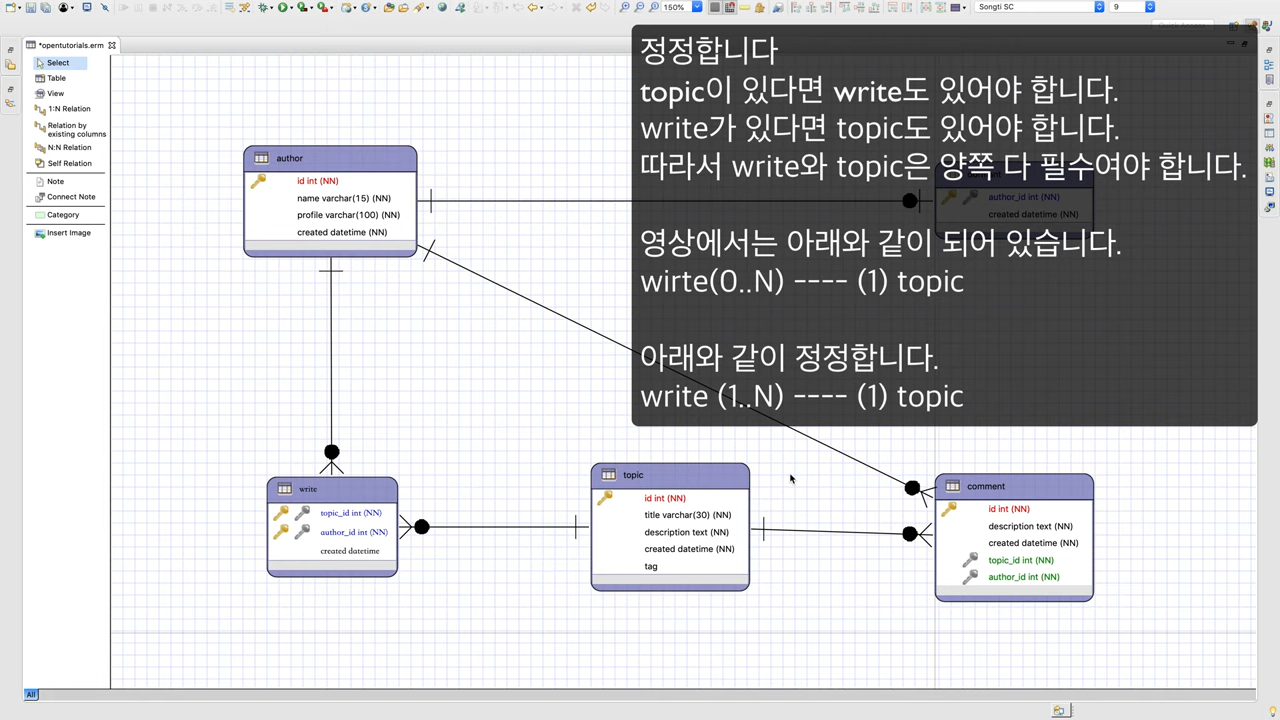 150%
Songti SC
9
*opentutorials.erm
Select
Table
View
1:N Relation
Relation by
existing columns
N:N Relation
Self Relation
Note
Connect Note
Category
Insert Image
정정합니다
topic이 있다면 write도 있어야 합니다.
write가 있다면 topic도 있어야 합니다.
따라서 write와 topic은 양쪽 다 필수여야 합니다.
영상에서는 아래와 같이 되어 있습니다.
wirte(0..N) ---- (1) topic
아래와 같이 정정합니다.
write (1..N) ---- (1) topic
author
id int (NN)
name varchar(15) (NN)
profile varchar(100) (NN)
created datetime (NN)
author_id int (NN)
created datetime (NN)
write
topic_id int (NN)
author_id int (NN)
created datetime
topic
id int (NN)
title varchar(30) (NN)
description text (NN)
created datetime (NN)
tag
comment
id int (NN)
description text (NN)
created datetime (NN)
topic_id int (NN)
author_id int (NN)
All